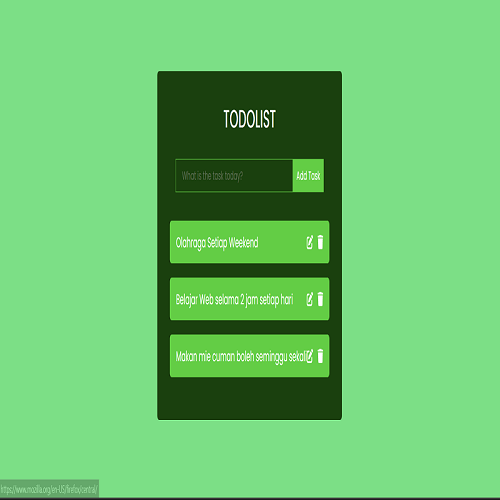 TODOLIST
What is the task today?
Add Task
Olahraga Setiap Weekend
Belajar Web selama 2 jam setiap hari
Makan mie cuman boleh seminggu sekali
https://www.mozilla.org/en-US/firefox/central/